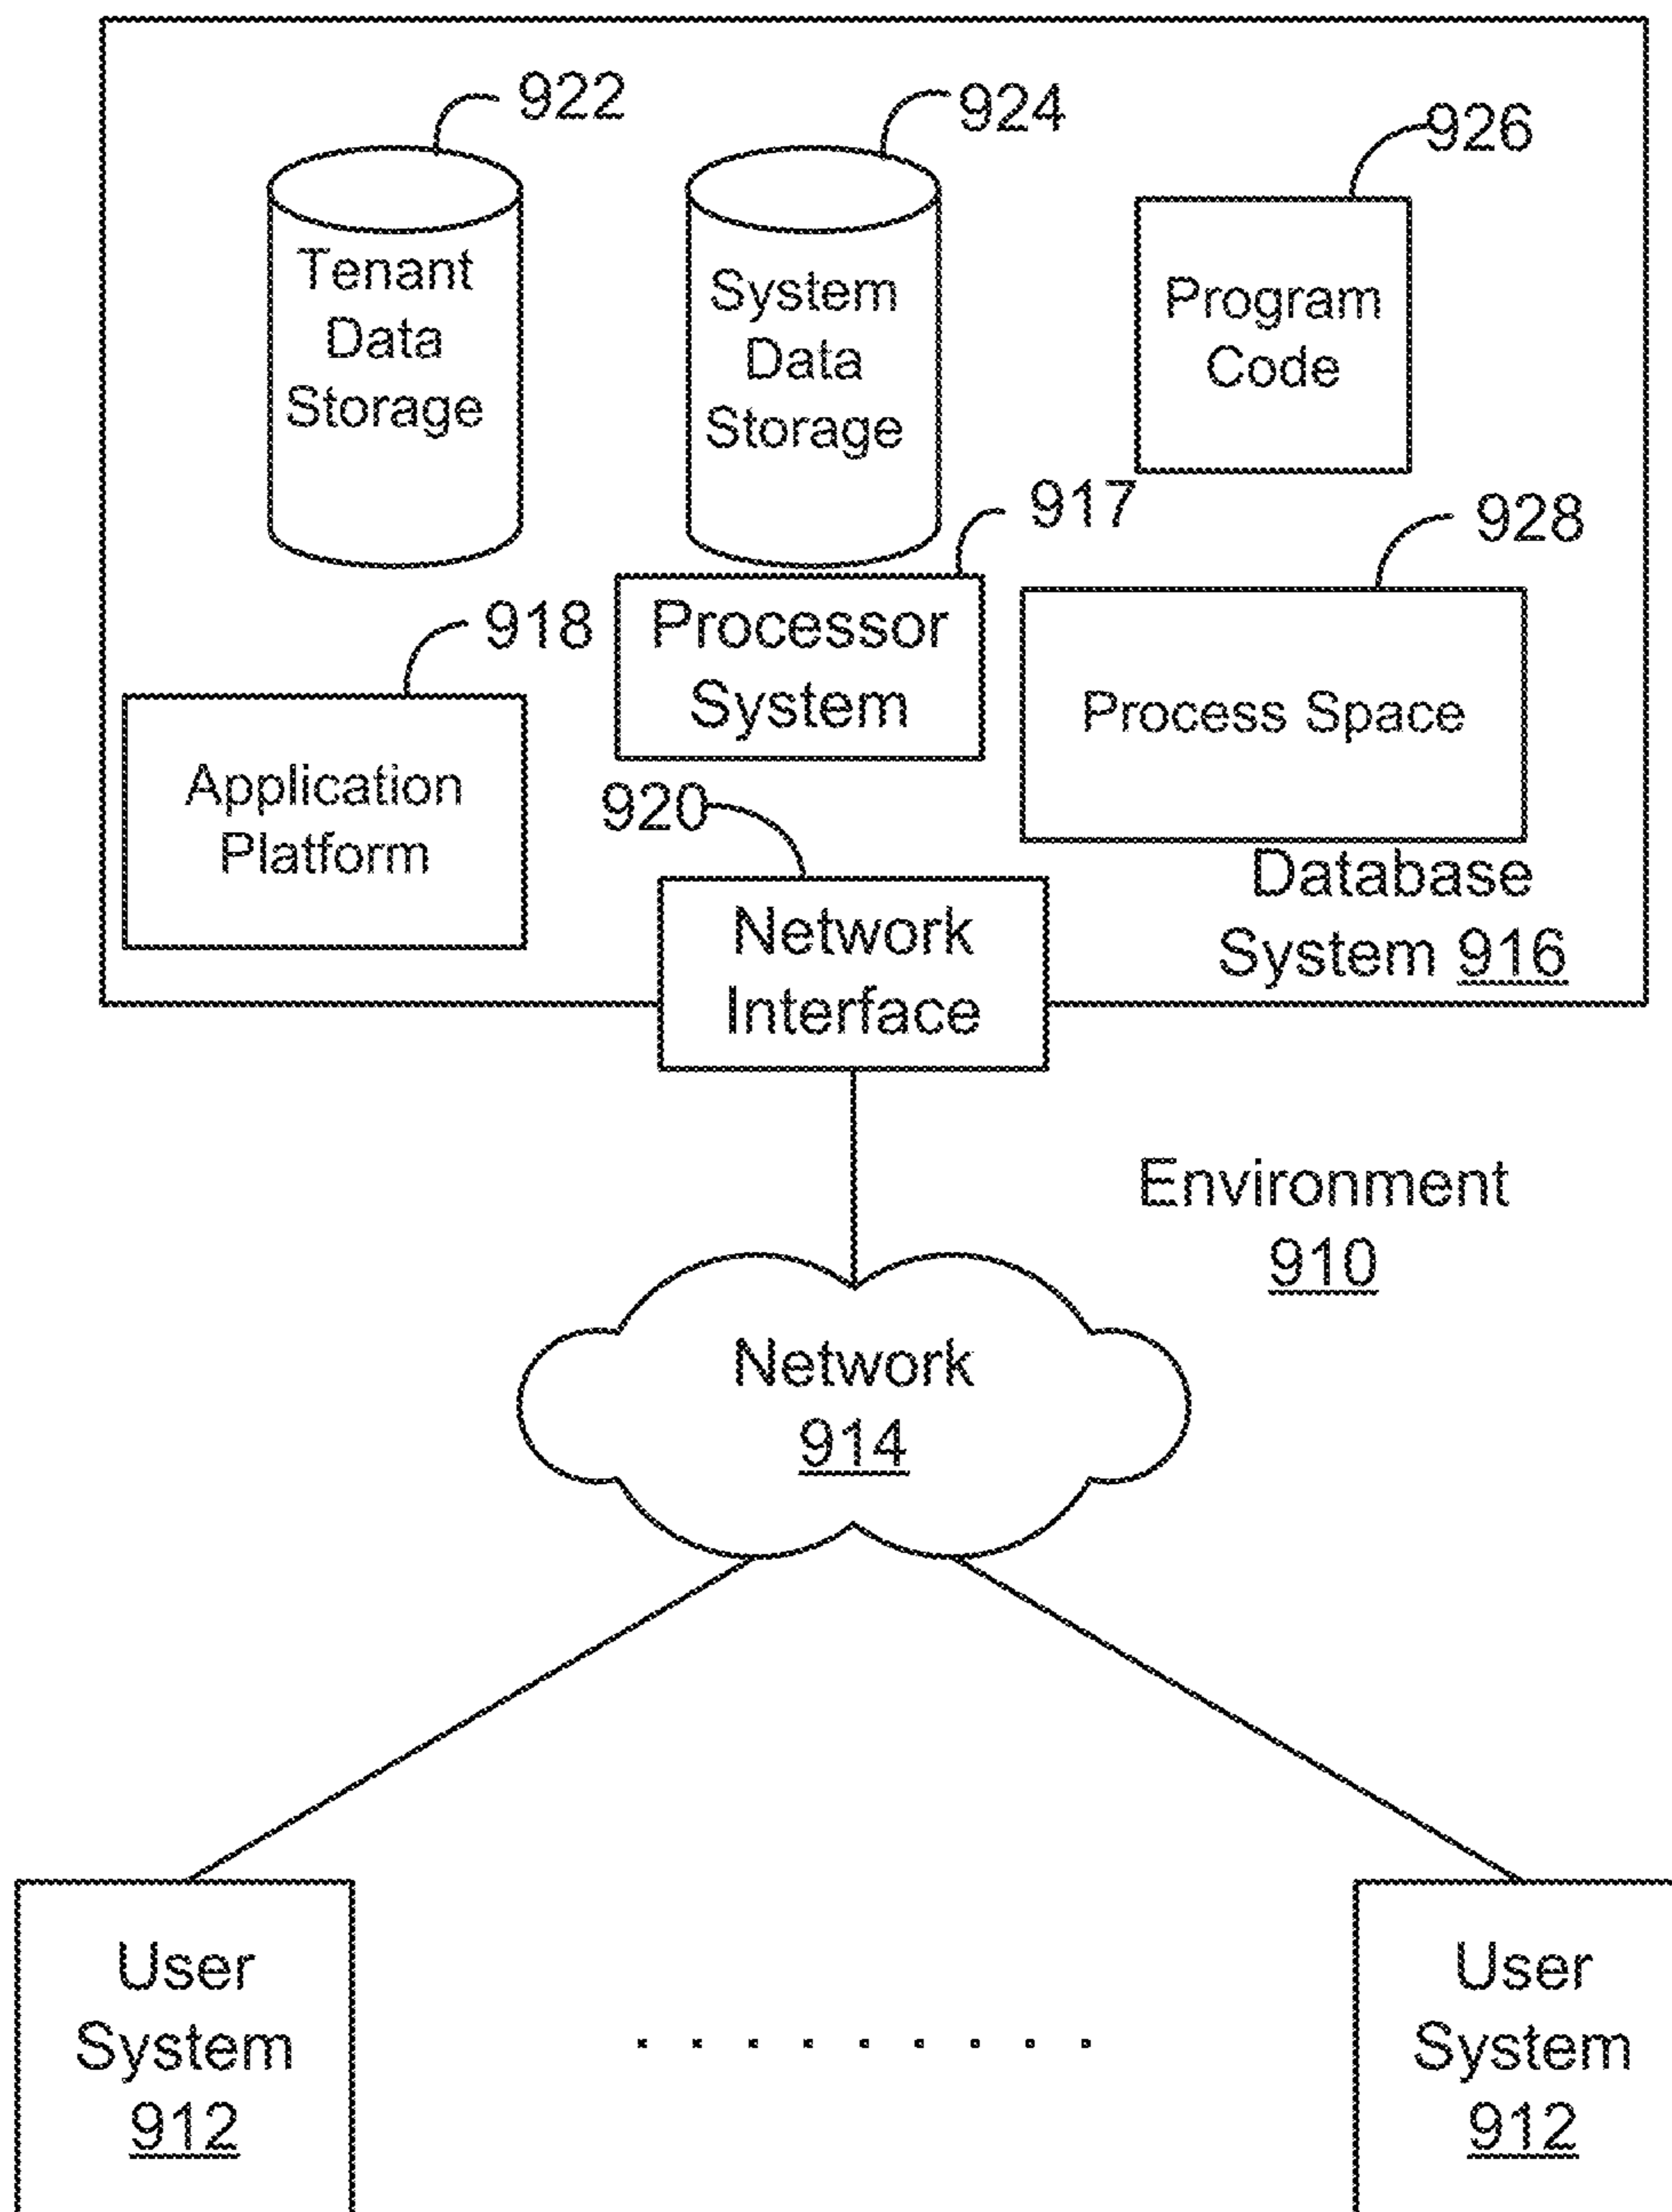 922
924
926
Tenant
Data
Storage
System
Data
Storage
Program
Code
917
928
918
Processor
System
Process Space
Application
Platform
920
Database
System 916
Network
Interface
Environment
910
Network
914
User
System
912
User
System
912